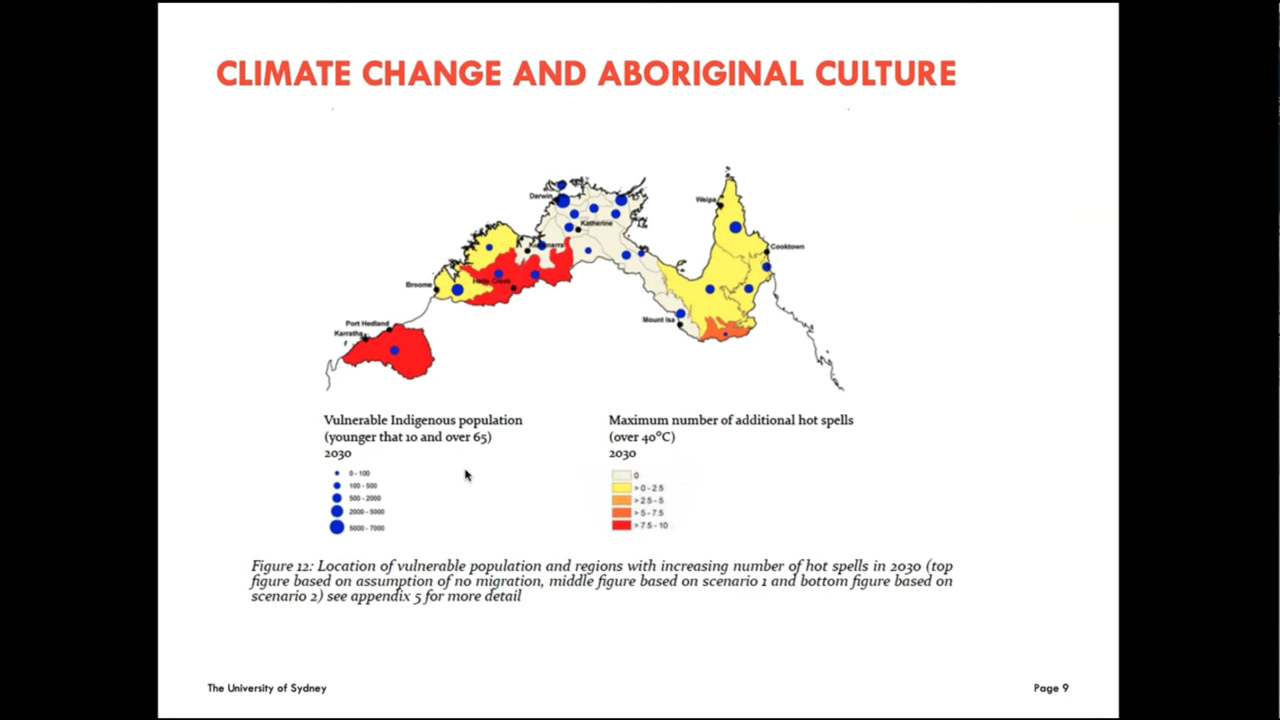 CLIMATE CHANGE AND ABORIGINAL CULTURE
Darwin
Katherine
Weipa
Cooktown
Broome
Halls Creek
Mount Isa
Port Hedland
Karratha
Vulnerable Indigenous population
(younger that 10 and over 65)
2030
0 - 100
100 - 500
500 - 2000
2000 - 5000
5000 - 7000
Maximum number of additional hot spells
(over 40°C)
2030
0
> 0 - 2.5
> 2.5 - 5
> 5 - 7.5
> 7.5 - 10
Figure 12: Location of vulnerable population and regions with increasing number of hot spells in 2030 (top
figure based on assumption of no migration, middle figure based on scenario 1 and bottom figure based on
scenario 2) see appendix 5 for more detail
The University of Sydney
Page 9